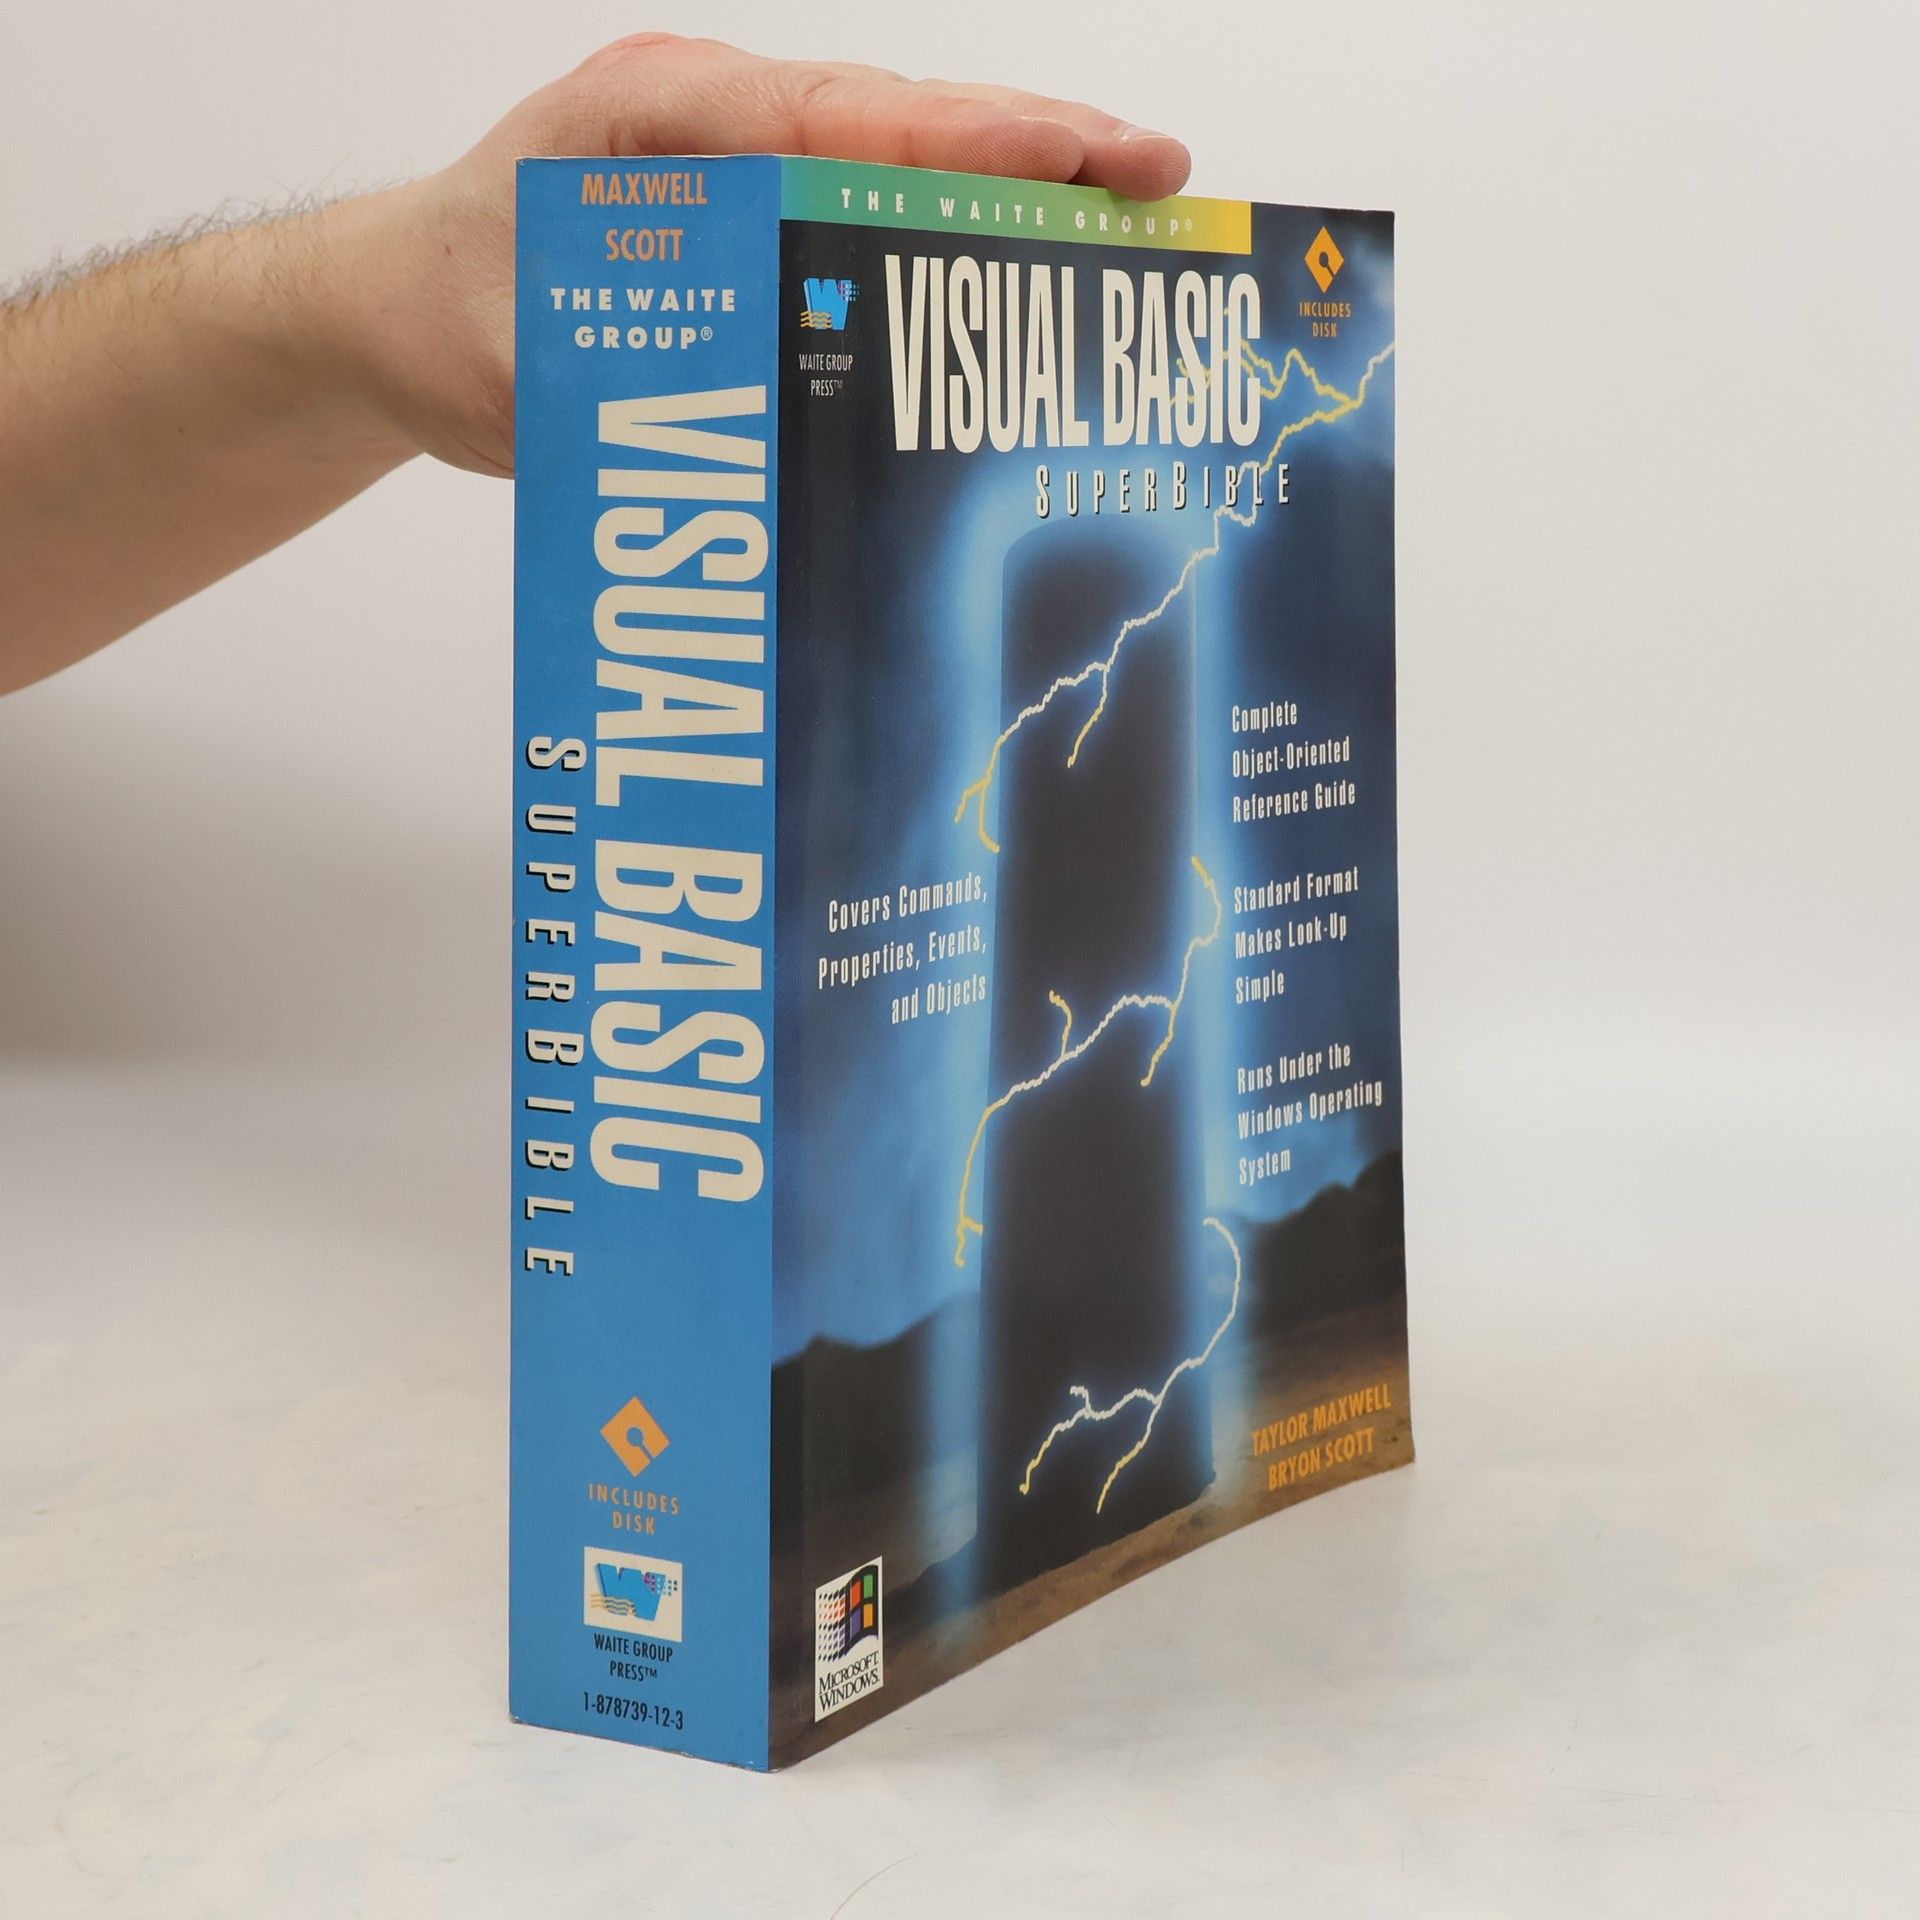 MAXWELL
SCOTT
THE WAITE
GROUP®
VISUAL BASIC
SUPERBIBLE
INCLUDES
DISK
WAITE GROUP
PRESS™
1-878739-12-3
THE WAITE GROUP®
WAITE GROUP
PRESS™
VISUAL BASIC
SUPERBIBLE
INCLUDES
DISK
Complete
Object-Oriented
Reference Guide
Covers Commands,
Properties, Events,
and Objects
Standard Format
Makes Look-Up
Simple
Runs Under the
Windows Operating
System
TAYLOR MAXWELL
BRYON SCOTT
MICROSOFT
WINDOWS